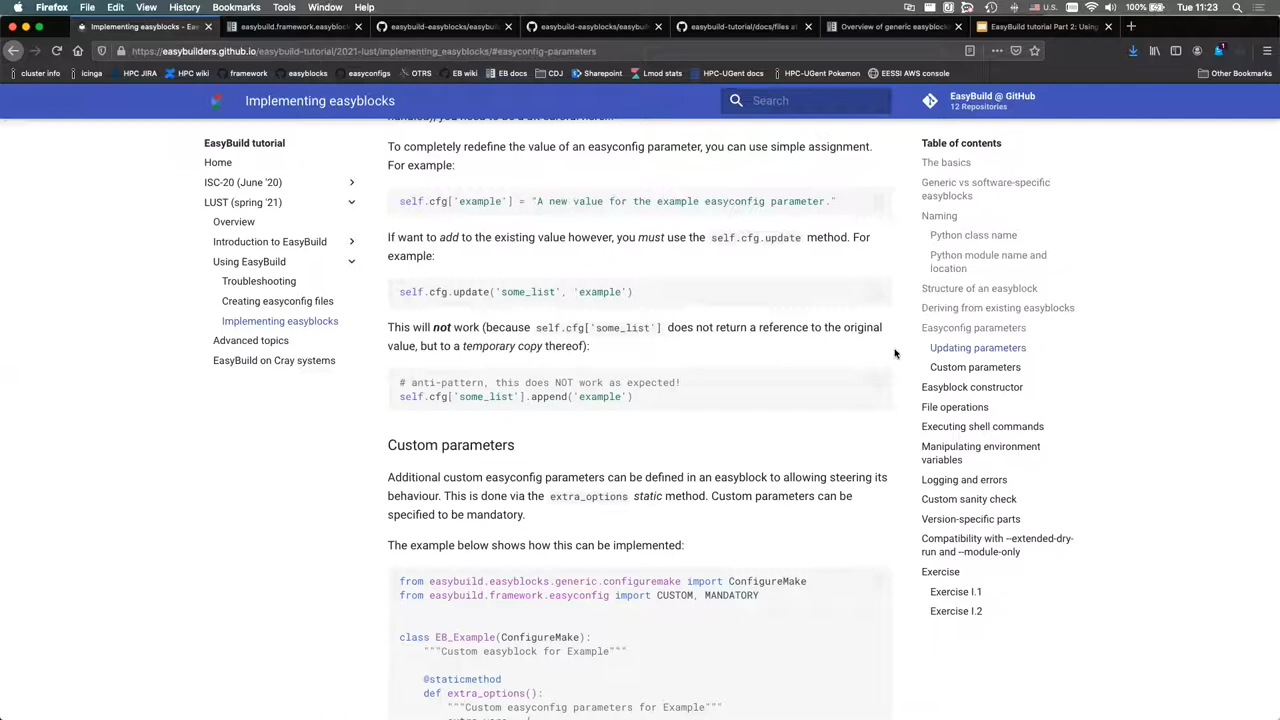 Firefox File Edit View History Bookmarks Tools Window Help
100% Tue 11:23
Implementing easyblocks - Eas
easybuild.framework.easyblock
easybuild-easyblocks/easybuil
easybuild-easyblocks/easybuil
easybuild-tutorial/docs/files at
Overview of generic easyblocks
EasyBuild tutorial Part 2: Using
https://easybuilders.github.io/easybuild-tutorial/2021-lust/implementing_easyblocks/#easyconfig-parameters
cluster info Icinga HPC JIRA HPC wiki framework easyblocks easyconfigs OTRS EB wiki EB docs CDJ Sharepoint Lmod stats HPC-UGent docs HPC-UGent Pokemon EESSI AWS console Other Bookmarks
Implementing easyblocks
Search
EasyBuild @ GitHub
12 Repositories
EasyBuild tutorial
Home
ISC-20 (June '20)
LUST (spring '21)
Overview
Introduction to EasyBuild
Using EasyBuild
Troubleshooting
Creating easyconfig files
Implementing easyblocks
Advanced topics
EasyBuild on Cray systems
To completely redefine the value of an easyconfig parameter, you can use simple assignment.
For example:
self.cfg['example'] = "A new value for the example easyconfig parameter."
If want to add to the existing value however, you must use the self.cfg.update method. For
example:
self.cfg.update('some_list', 'example')
This will not work (because self.cfg['some_list'] does not return a reference to the original
value, but to a temporary copy thereof):
# anti-pattern, this does NOT work as expected!
self.cfg['some_list'].append('example')
Custom parameters
Additional custom easyconfig parameters can be defined in an easyblock to allowing steering its
behaviour. This is done via the extra_options static method. Custom parameters can be
specified to be mandatory.
The example below shows how this can be implemented:
from easybuild.easyblocks.generic.configuremake import ConfigureMake
from easybuild.framework.easyconfig import CUSTOM, MANDATORY
class EB_Example(ConfigureMake):
"""Custom easyblock for Example"""
@staticmethod
def extra_options():
"""Custom easyconfig parameters for Example"""
Table of contents
The basics
Generic vs software-specific
easyblocks
Naming
Python class name
Python module name and
location
Structure of an easyblock
Deriving from existing easyblocks
Easyconfig parameters
Updating parameters
Custom parameters
Easyblock constructor
File operations
Executing shell commands
Manipulating environment
variables
Logging and errors
Custom sanity check
Version-specific parts
Compatibility with --extended-dry-
run and --module-only
Exercise
Exercise I.1
Exercise I.2